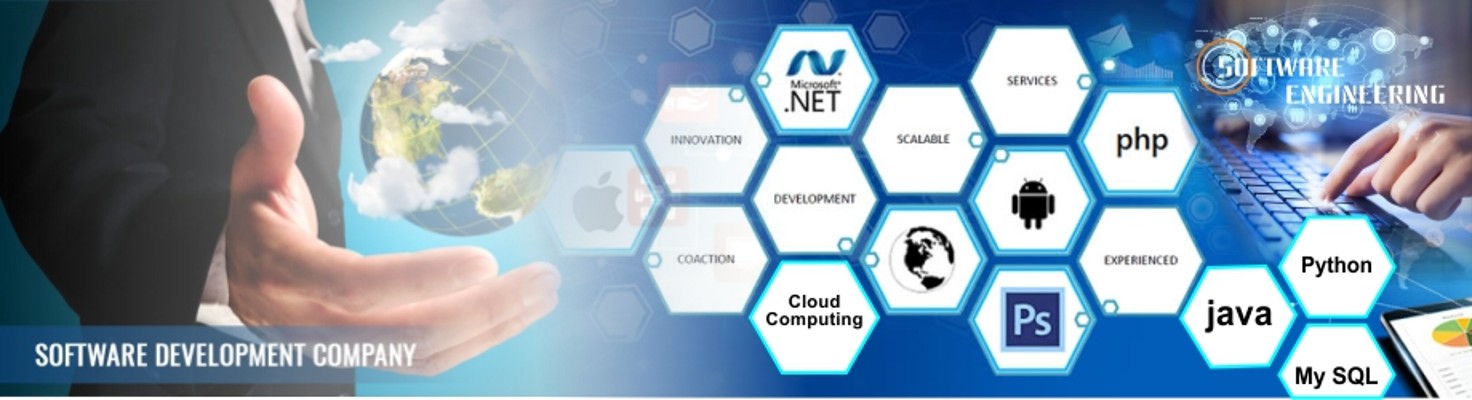 SOFTWARE DEVELOPMENT COMPANY
INNOVATION
COACTION
Microsoft®
.NET
DEVELOPMENT
Cloud
Computing
SCALABLE
SERVICES
Ps
php
EXPERIENCED
SOFTWARE
ENGINEERING
java
Python
My SQL